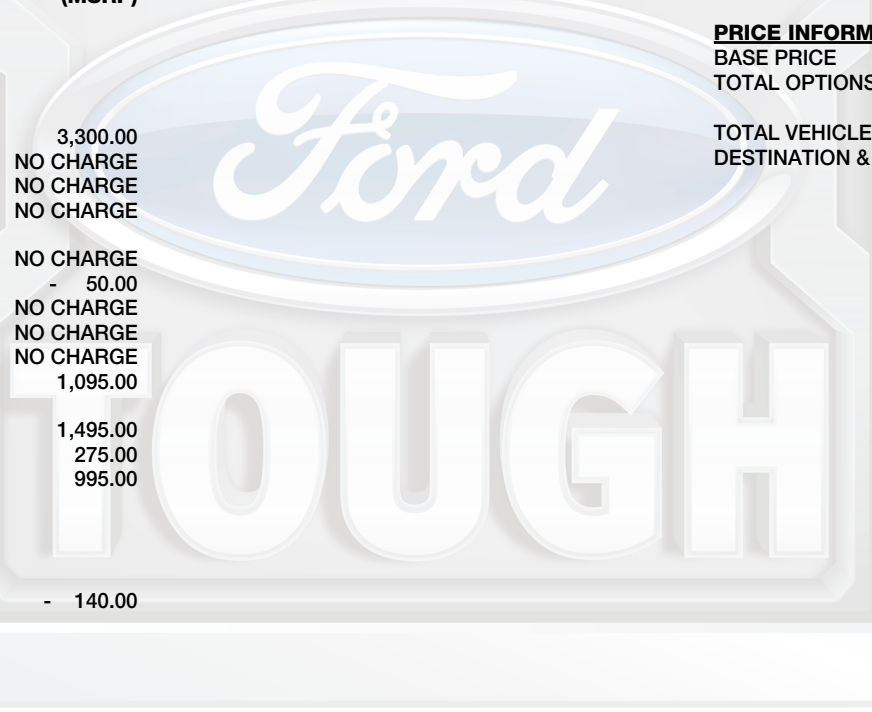 (MSRP)
3,300.00
NO CHARGE
NO CHARGE
NO CHARGE
NO CHARGE
- 50.00
NO CHARGE
NO CHARGE
NO CHARGE
1,095.00
1,495.00
275.00
995.00
- 140.00
PRICE INFORM
BASE PRICE
TOTAL OPTIONS
TOTAL VEHICLE
DESTINATION &
Ford
TOUGH